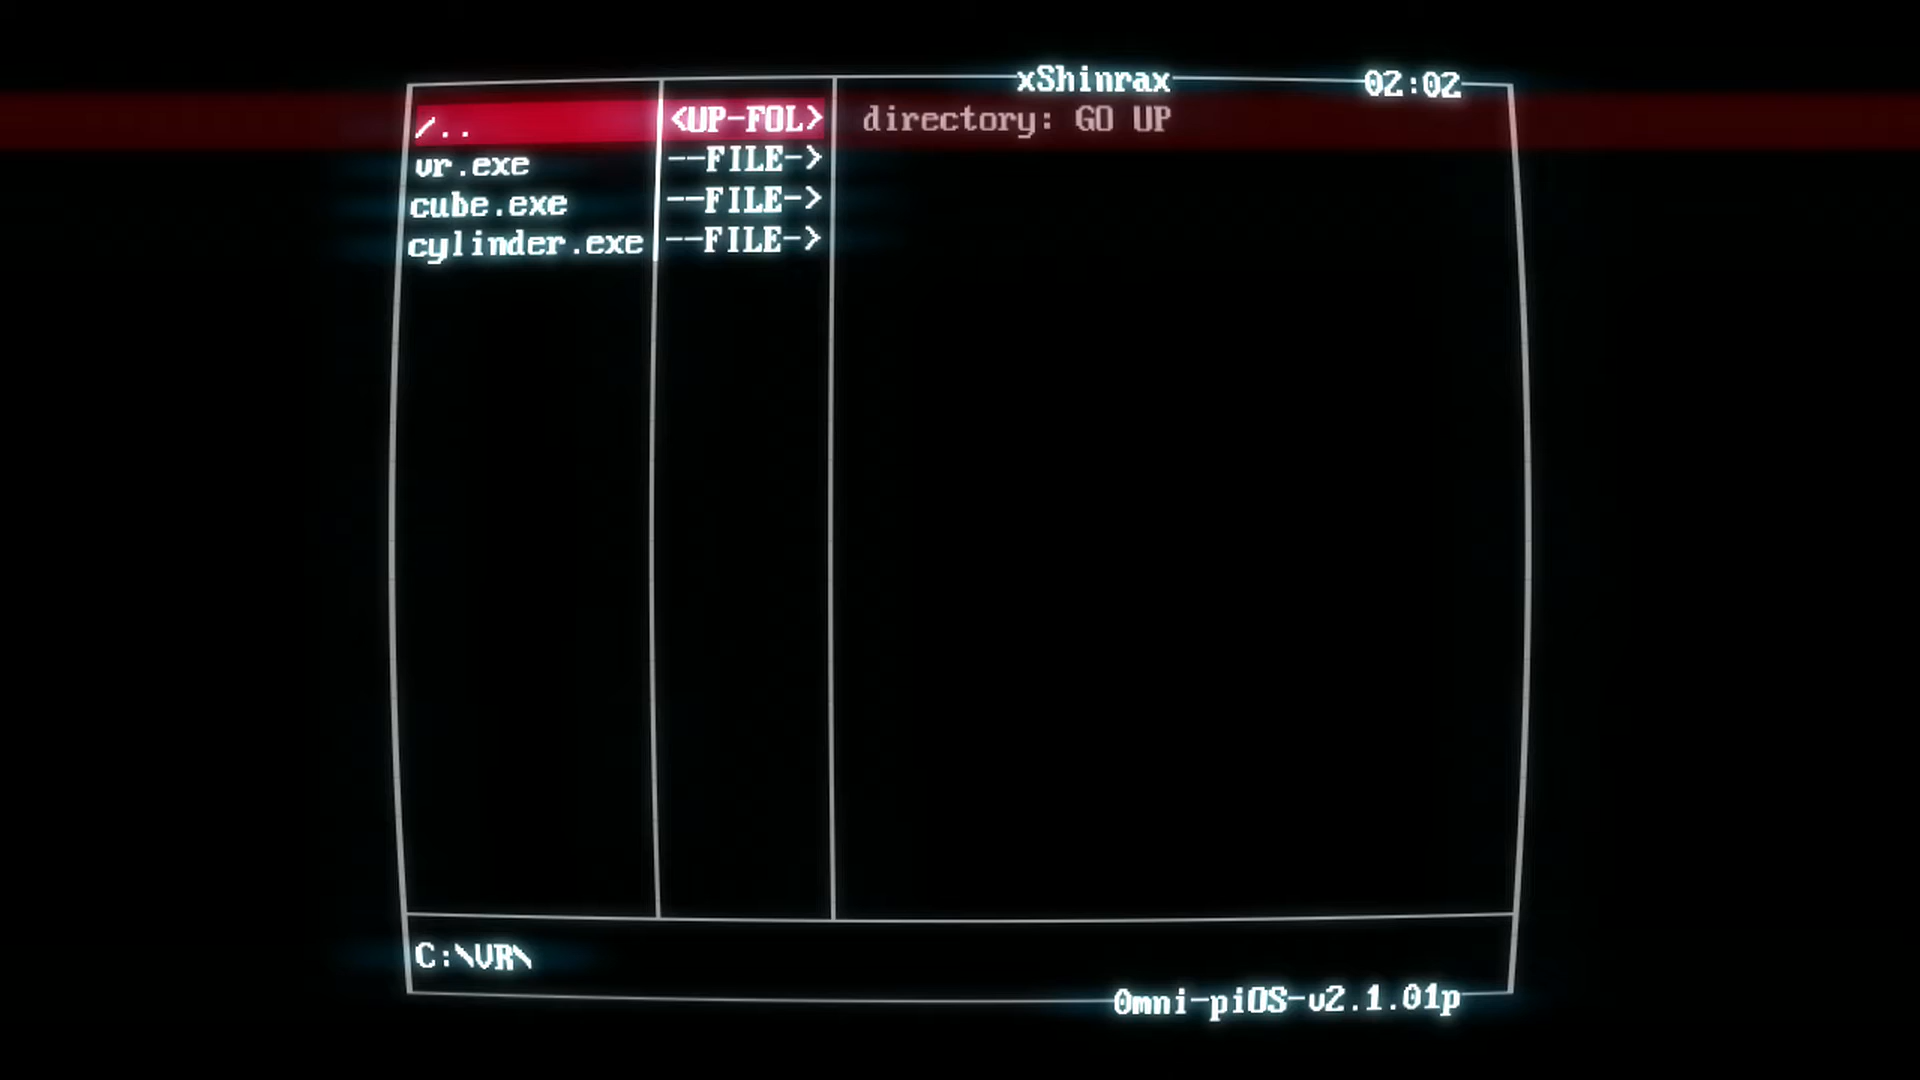 xShinrax 02:02
/.. <UP-FOL> directory: GO UP
vr.exe --FILE->
cube.exe --FILE->
cylinder.exe --FILE->
C:\VR\
0mni-piOS-v2.1.01p